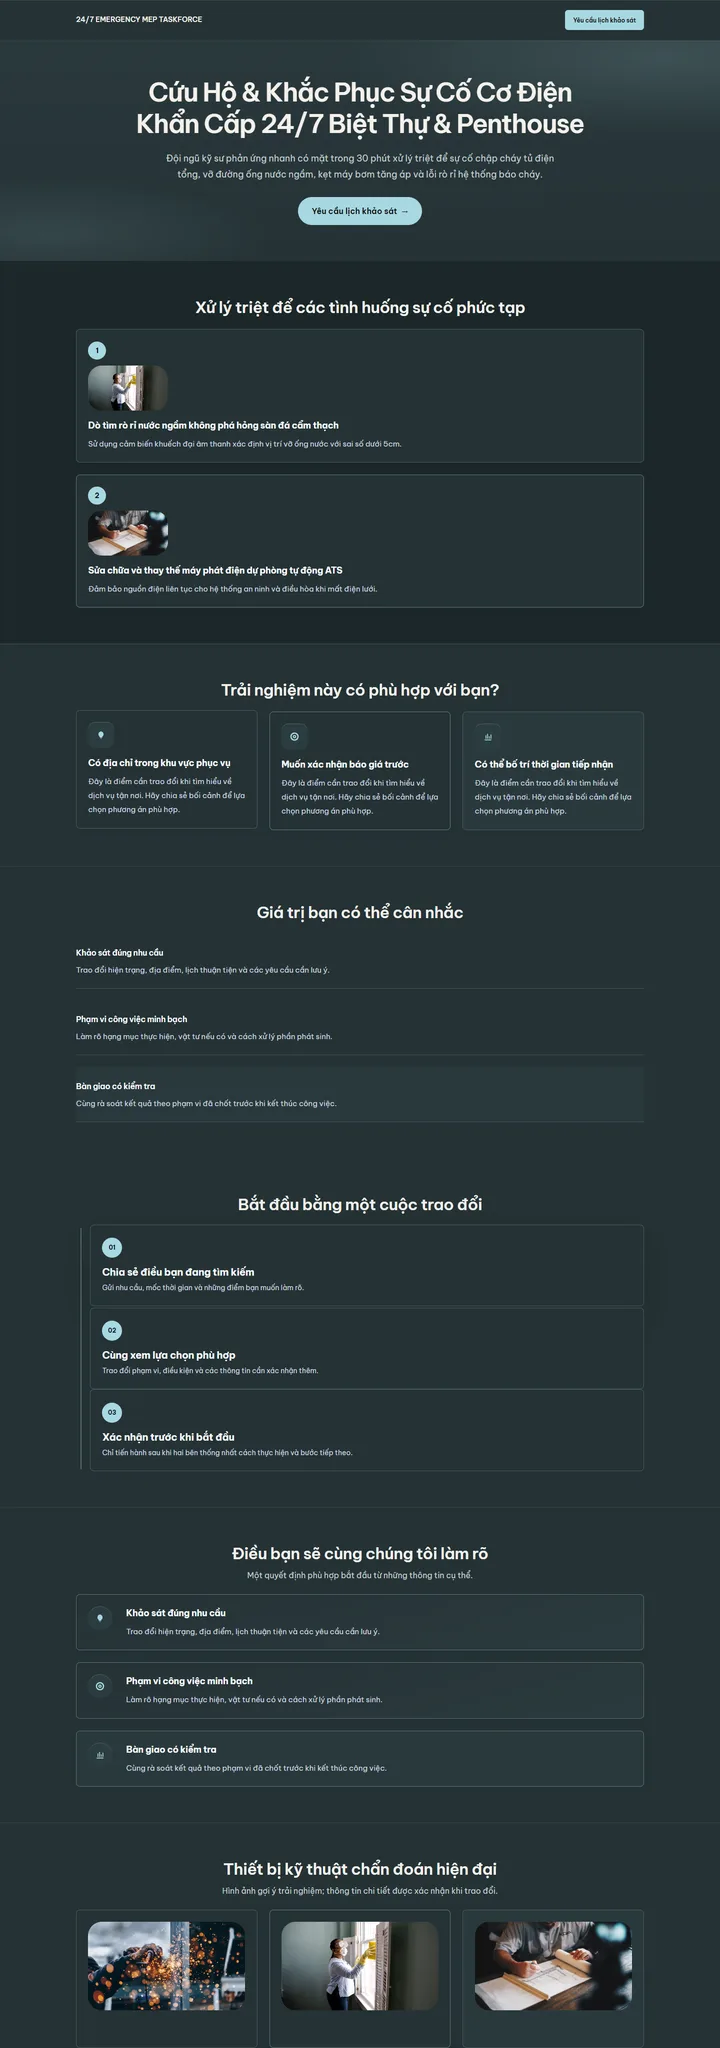 24/7 EMERGENCY MEP TASKFORCE
Yêu cầu lịch khảo sát
Cứu Hộ & Khắc Phục Sự Cố Cơ Điện
Khẩn Cấp 24/7 Biệt Thự & Penthouse
Đội ngũ kỹ sư phản ứng nhanh có mặt trong 30 phút xử lý triệt để sự cố chập cháy tủ điện
tổng, vỡ đường ống nước ngầm, kẹt máy bơm tăng áp và lỗi rò rỉ hệ thống báo cháy.
Yêu cầu lịch khảo sát →
Xử lý triệt để các tình huống sự cố phức tạp
1
Dò tìm rò rỉ nước ngầm không phá hỏng sàn đá cẩm thạch
Sử dụng cảm biến khuếch đại âm thanh xác định vị trí vỡ ống nước với sai số dưới 5cm.
2
Sửa chữa và thay thế máy phát điện dự phòng tự động ATS
Đảm bảo nguồn điện liên tục cho hệ thống an ninh và điều hòa khi mất điện lưới.
Trải nghiệm này có phù hợp với bạn?
Có địa chỉ trong khu vực phục vụ
Đây là điểm cần trao đổi khi tìm hiểu về
dịch vụ tận nơi. Hãy chia sẻ bối cảnh để lựa
chọn phương án phù hợp.
Muốn xác nhận báo giá trước
Đây là điểm cần trao đổi khi tìm hiểu về
dịch vụ tận nơi. Hãy chia sẻ bối cảnh để lựa
chọn phương án phù hợp.
Có thể bố trí thời gian tiếp nhận
Đây là điểm cần trao đổi khi tìm hiểu về
dịch vụ tận nơi. Hãy chia sẻ bối cảnh để lựa
chọn phương án phù hợp.
Giá trị bạn có thể cân nhắc
Khảo sát đúng nhu cầu
Trao đổi hiện trạng, địa điểm, lịch thuận tiện và các yêu cầu cần lưu ý.
Phạm vi công việc minh bạch
Làm rõ hạng mục thực hiện, vật tư nếu có và cách xử lý phần phát sinh.
Bàn giao có kiểm tra
Cùng rà soát kết quả theo phạm vi đã chốt trước khi kết thúc công việc.
Bắt đầu bằng một cuộc trao đổi
01
Chia sẻ điều bạn đang tìm kiếm
Gửi nhu cầu, mốc thời gian và những điểm bạn muốn làm rõ.
02
Cùng xem lựa chọn phù hợp
Trao đổi phạm vi, điều kiện và các thông tin cần xác nhận thêm.
03
Xác nhận trước khi bắt đầu
Chỉ tiến hành sau khi hai bên thống nhất cách thực hiện và bước tiếp theo.
Điều bạn sẽ cùng chúng tôi làm rõ
Một quyết định phù hợp bắt đầu từ những thông tin cụ thể.
Khảo sát đúng nhu cầu
Trao đổi hiện trạng, địa điểm, lịch thuận tiện và các yêu cầu cần lưu ý.
Phạm vi công việc minh bạch
Làm rõ hạng mục thực hiện, vật tư nếu có và cách xử lý phần phát sinh.
Bàn giao có kiểm tra
Cùng rà soát kết quả theo phạm vi đã chốt trước khi kết thúc công việc.
Thiết bị kỹ thuật chẩn đoán hiện đại
Hình ảnh gợi ý trải nghiệm; thông tin chi tiết được xác nhận khi trao đổi.